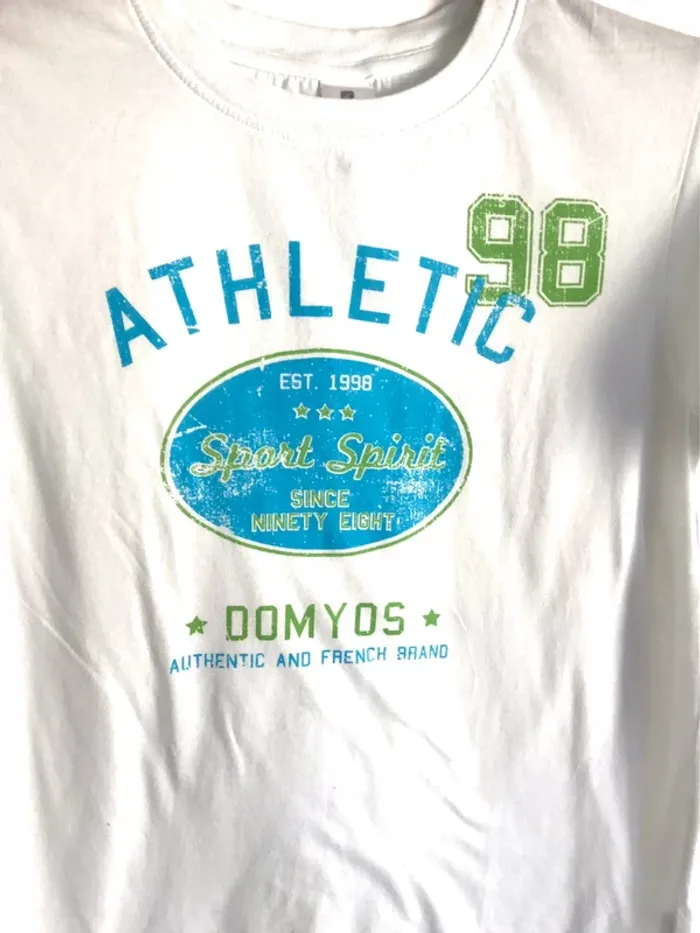 98
ATHLETIC
EST. 1998
Sport Spirit
SINCE
NINETY EIGHT
DOMYOS
AUTHENTIC AND FRENCH BRAND